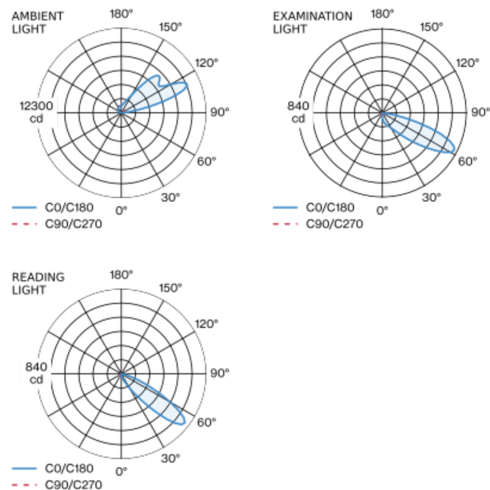 AMBIENT
LIGHT
180°
150°
120°
12300
cd
90°
60°
30°
0°
C0/C180
C90/C270
EXAMINATION
LIGHT
180°
150°
120°
840
cd
90°
60°
30°
0°
C0/C180
C90/C270
READING
LIGHT
180°
150°
120°
840
cd
90°
60°
30°
0°
C0/C180
C90/C270